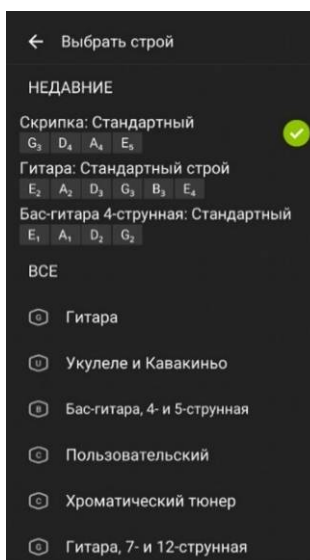 ← Выбрать строй
НЕДАВНИЕ
Скрипка: Стандартный
G₃ D₄ A₄ E₅
Гитара: Стандартный строй
E₂ A₂ D₃ G₃ B₃ E₄
Бас-гитара 4-струнная: Стандартный
E₁ A₁ D₂ G₂
ВСЕ
G Гитара
U Укулеле и Кавакиньо
B Бас-гитара, 4- и 5-струнная
C Пользовательский
C Хроматический тюнер
G Гитара, 7- и 12-струнная